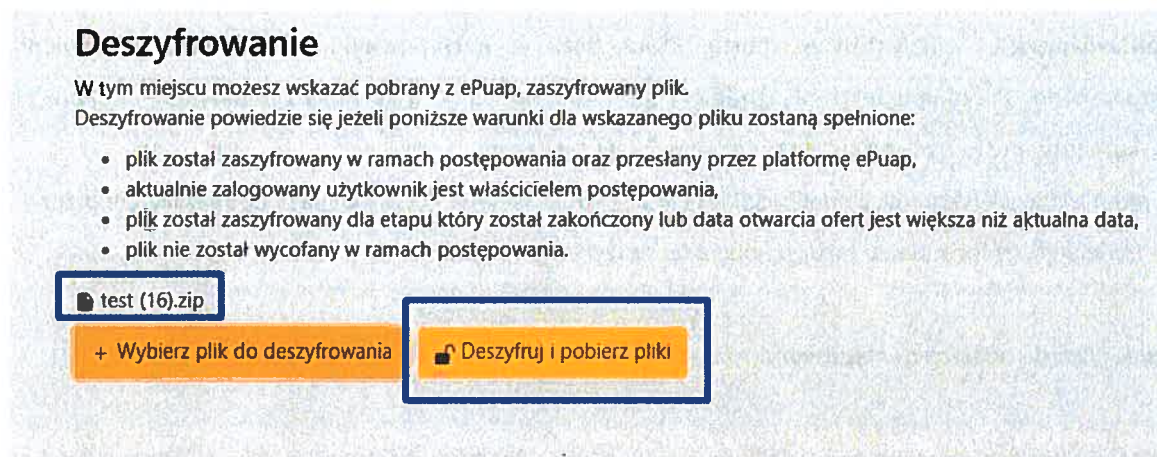 Deszyfrowanie
W tym miejscu możesz wskazać pobrany z ePuap, zaszyfrowany plik.
Deszyfrowanie powiedzie się jeżeli poniższe warunki dla wskazanego pliku zostaną spełnione:
• plik został zaszyfrowany w ramach postępowania oraz przesłany przez platformę ePuap,
• aktualnie zalogowany użytkownik jest właścicielem postępowania,
• plik został zaszyfrowany dla etapu który został zakończony lub data otwarcia ofert jest większa niż aktualna data,
• plik nie został wycofany w ramach postępowania.
test (16).zip
+ Wybierz plik do deszyfrowania Deszyfruj i pobierz pliki